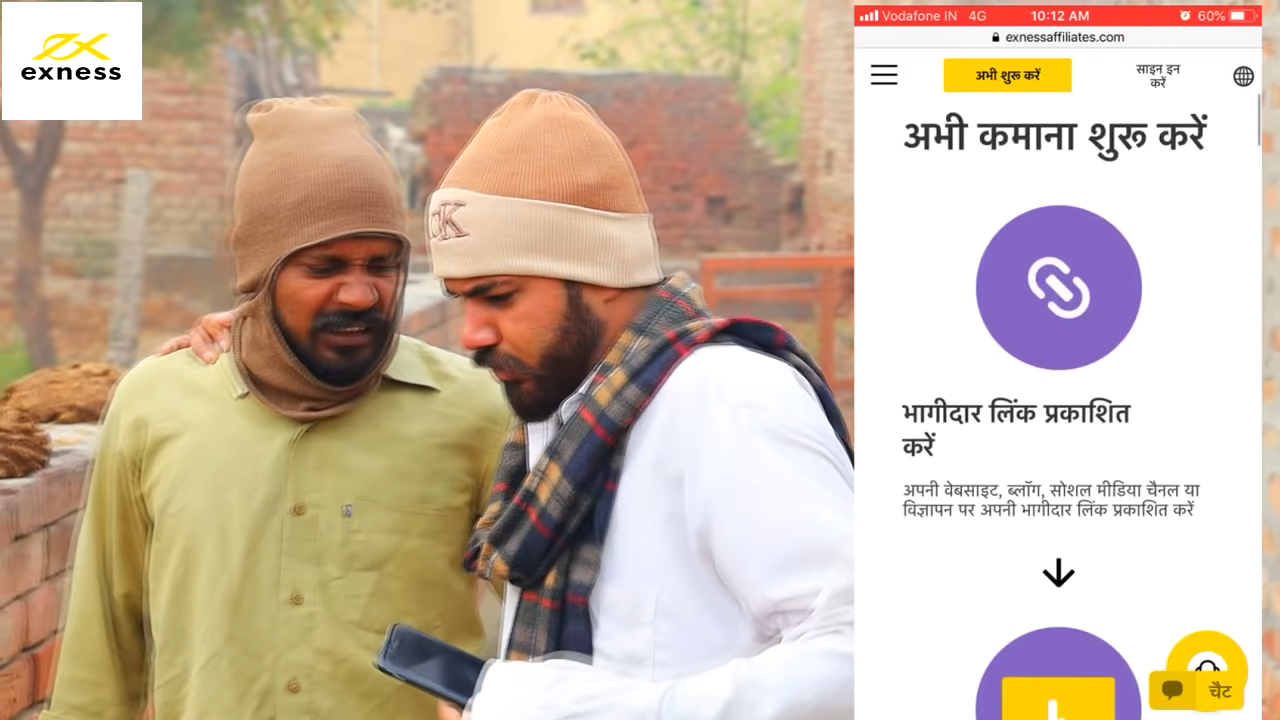 ex
exness
Vodafone IN 4G 10:12 AM 60%
exnessaffiliates.com
अभी शुरू करें
साइन इन
करें
अभी कमाना शुरू करें
भागीदार लिंक प्रकाशित
करें
अपनी वेबसाइट, ब्लॉग, सोशल मीडिया चैनल या
विज्ञापन पर अपनी भागीदार लिंक प्रकाशित करें
चैट